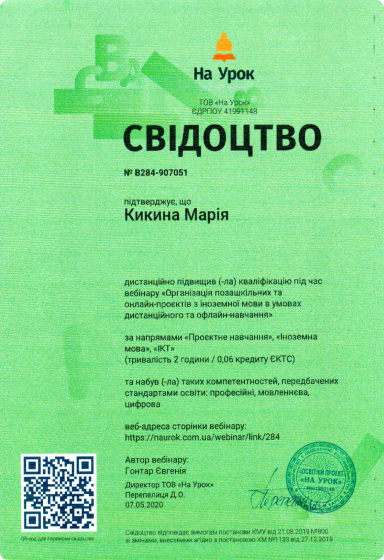 На Урок
ТОВ «На Урок»
ЄДРПОУ 41991148
СВІДОЦТВО
№ B284-907051
підтверджує, що
Кикина Марія
дистанційно підвищив (-ла) кваліфікацію під час
вебінару «Організація позашкільних та
онлайн-проєктів з іноземної мови в умовах
дистанційного та офлайн-навчання»
за напрямами «Проєктне навчання», «Іноземна
мова», «ІКТ»
(тривалість 2 години / 0,06 кредиту ЄКТС)
та набув (-ла) таких компетентностей, передбачених
стандартами освіти: професійні, мовленнєва,
цифрова
веб-адреса сторінки вебінару:
https://naurok.com.ua/webinar/link/284
Автор вебінару:
Гонтар Євгенія
Директор ТОВ «На Урок»
Перепелиця Д.О.
07.05.2020
ОСВІТНІЙ ПРОЄКТ
«НА УРОК»
QR-код для перевірки свідоцтва
Свідоцтво відповідає вимогам постанови КМУ від 21.08.2019 №800
зі змінами, внесеними згідно з постановою КМ №1133 від 27.12.2019